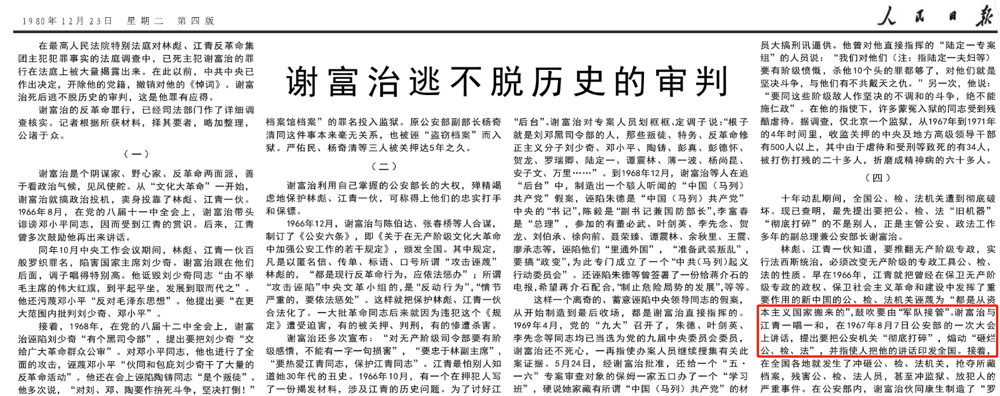 1980年12月23日 星期二 第四版
人民日报
谢富治逃不脱历史的审判
在最高人民法院特别法庭对林彪、江青反革命集
团主犯犯罪事实的法庭调查中，已死主犯谢富治的罪
行在法庭上被大量揭露出来。在此以前，中共中央已
作出决定，开除他的党籍，撤销对他的《悼词》。谢富
治死后逃不脱历史的审判，这是他罪有应得。
谢富治的反革命罪行，已经司法部门作了详细调
查核实。记者根据所获材料，择其要者，略加整理，
公诸于众。
（一）
谢富治是个阴谋家、野心家、反革命两面派，善
于看政治气候，见风使舵。从“文化大革命”一开始，
谢富治就搞政治投机，卖身投靠了林彪、江青一伙。
1966年8月，在党的八届十一中全会上，谢富治带头
诽谤邓小平同志，因而受到江青的赏识。后来，江青
曾多次鼓励他再出来讲话。
同年10月中央工作会议期间，林彪、江青一伙百
般罗织罪名，陷害国家主席刘少奇。谢富治跟在他们
后面，调子唱得特别高。他诋毁刘少奇同志“由不举
毛主席的伟大红旗，到平起平坐，发展到取而代之”。
他还污蔑邓小平“反对毛泽东思想”。他提出要“在更
大范围内批判刘少奇、邓小平”。
接着，1968年，在党的八届十二中全会上，谢富
治诬陷刘少奇“有个黑司令部”，提出要把刘少奇“交
给广大革命群众公审”。对邓小平同志，他也进行了全
面的攻击，诬蔑邓小平“伙同和包庇刘少奇干了大量的
反革命活动”。他还在会上诬陷陶铸同志“是个叛徒”。
他多次说，“对刘、邓、陶要作拚死斗争，坚决打倒！”
档案馆档案”的罪名投入监狱。原公安部副部长杨奇
清同这件事本来毫无关系，也被诬“盗窃档案”而入
狱。严佑民、杨奇清等三人被关押达5年之久。
（二）
谢富治利用自己掌握的公安部长的大权，殚精竭
虑地保护林彪、江青一伙，可称得上他们的忠实打手
和保镖。
1966年12月，谢富治与陈伯达、张春桥等人合谋，
制订了《公安六条》，即《关于在无产阶级文化大革命
中加强公安工作的若干规定》，颁发全国。其中规定，
凡是以匿名信、传单、标语、口号所谓“攻击诬蔑”
林彪的，“都是现行反革命行为，应依法惩办”；所谓
“攻击诬陷”中央文革小组的，是“反动行为”，“情节
严重的，要依法惩处”。这样就把保护林彪、江青一伙
合法化了。一大批革命同志后来就因为违犯这个《规
定》遭受迫害，有的被关押、判刑，有的惨遭杀害。
谢富治还多次宣布：“对无产阶级司令部要有阶
级感情，不能有一字一句损害”，“要忠于林副主席”，
“要热爱江青同志，保护江青同志”。江青最怕别人知
道她30年代的丑史。1966年10月，有一个在押犯人写
了一份揭发材料，涉及江青的历史问题。为了讨好江
“后台”。谢富治对专案人员划框框、定调子说：“根子
就是刘邓黑司令部的人，那些叛徒、特务、反革命修
正主义分子刘少奇、邓小平、陶铸、彭真、彭德怀、
贺龙、罗瑞卿、陆定一、谭震林、薄一波、杨尚昆、
安子文、万里……”。到1968年12月，谢富治等人在追
“后台”中，制造出一个骇人听闻的“中国（马列）
共产党”假案，诬陷朱德是“中国（马列）共产党”
中央的“书记”，陈毅是“副书记兼国防部长”，李富春
是“总理”，参加的有董必武、叶剑英、李先念、贺
龙、刘伯承、徐向前、聂荣臻、谭震林、余秋里、王震、
廖承志等，诬陷他们“里通外国”，“准备武装叛乱”，
要搞“政变”，为此专门成立了一个“中共（马列）起义
行动委员会”。还诬陷朱德等曾签署了一份给蒋介石的
电报，希望蒋介石配合，“制止危险局势的发展”，等等。
这样一个离奇的、蓄意诬陷中央领导同志的假案，
从开始制造到最后收场，都是谢富治直接指挥的。
1969年4月，党的“九大”召开了，朱德、叶剑英、
李先念等同志均已当选为党的九届中央委员会委员，
谢富治还不死心，一再指使办案人员继续搜集有关此
案证据。5月24日，经谢富治批准，还给一个“五·
一六”专案审查对象的保姆一家五口办了一个“学习
班”，硬说她家藏有所谓“中国（马列）共产党”的材
员大搞刑讯逼供。他曾对他直接指挥的“陆定一专案
组”的人员说：“我们对他们（注：指陆定一夫妇等）
要有阶级愤慨，杀他10个头的罪都够了，对他们就是
坚决斗争，与他们有不共戴天之仇。”另一次，他说：
“要同这些阶级敌人作坚决的不调和的斗争，绝不能
施仁政”。在他的指使下，许多蒙冤入狱的同志受到残
酷虐待。据调查，仅北京一个监狱，从1967年到1971年
的4年时间里，收监关押的中央及地方高级领导干部
有500人以上，其中由于虐待和受刑等致死的有34人，
被打伤打残的二十多人，折磨成精神病的六十多人。
（四）
十年动乱期间，全国公、检、法机关遭到彻底破
坏。现已查明，最先提出要把公、检、法“旧机器”
“彻底打碎”的不是别人，正是主管公安、政法工作
多年的副总理兼公安部长谢富治。
林彪、江青一伙知道，要推翻无产阶级专政，实
行法西斯统治，必须改变无产阶级的专政工具公、检、
法的性质。早在1966年，江青就把曾经在保卫无产阶
级专政的政权、保卫社会主义革命和建设中发挥了重
要作用的新中国的公、检、法机关诬蔑为“都是从资
本主义国家搬来的”，鼓吹要由“军队接管”。谢富治与
江青一唱一和，在1967年8月7日公安部的一次大会
上讲话，提出要把公安机关“彻底打碎”，煽动“砸烂
公、检、法”，并指使人把他的讲话印发全国。接着，
在全国各地就发生了冲砸公、检、法机关，抢夺所藏
档案，残害公、检、法人员，甚至冲监狱、放犯人的
严重事件。在公安部内，谢富治伙同康生制造了“罗